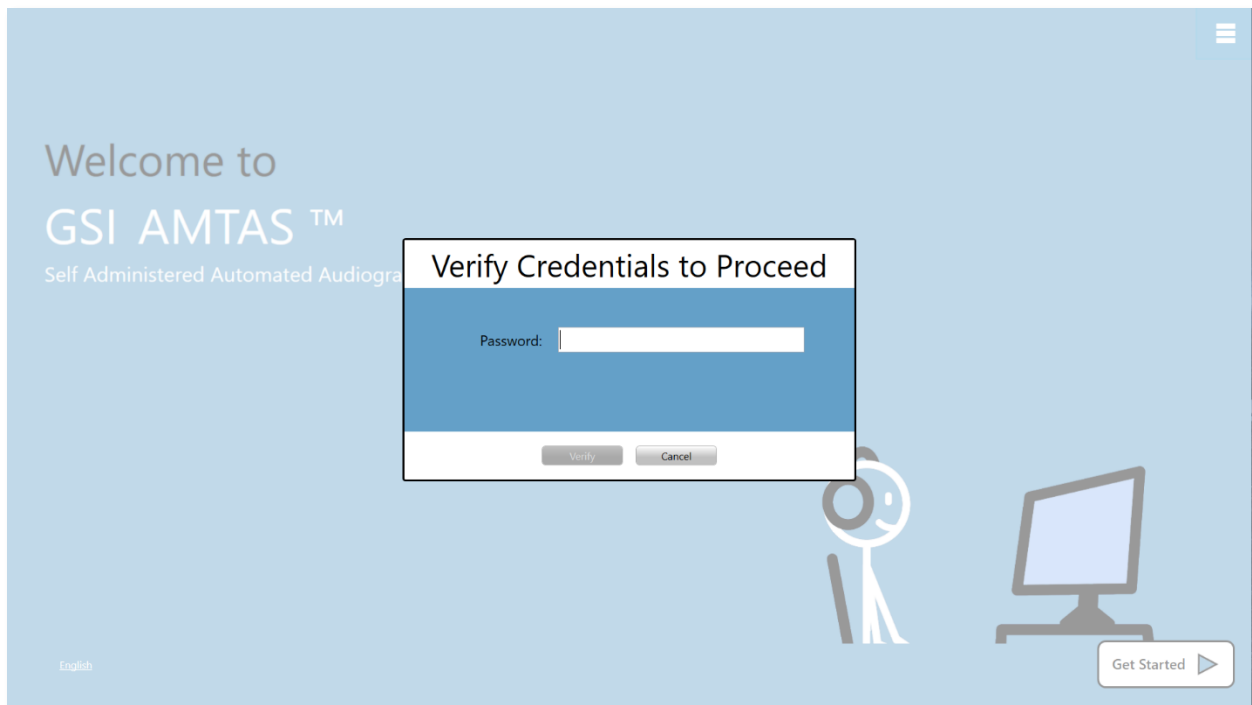 Welcome to
GSI AMTAS ™
Self Administered Automated Audiogra
Verify Credentials to Proceed
Password:
Verify
Cancel
English
Get Started